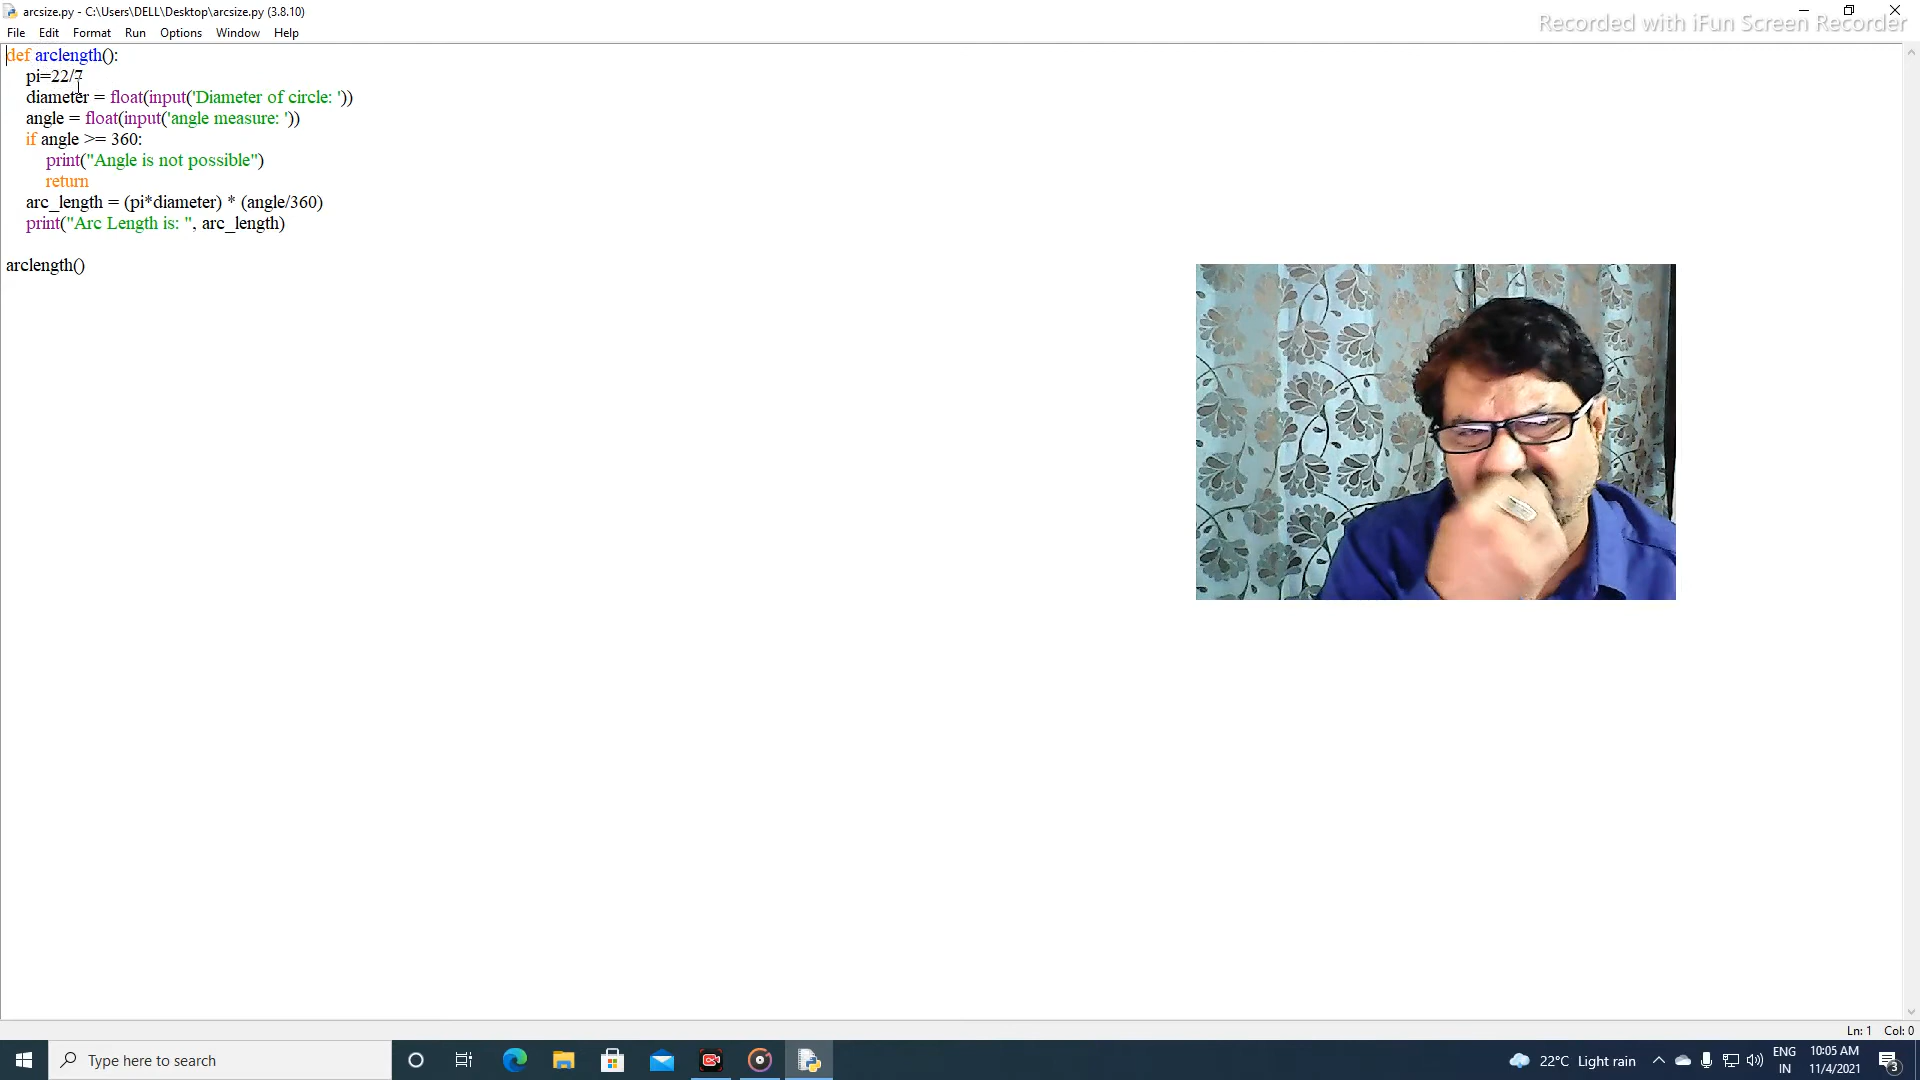 arcsize.py - C:\Users\DELL\Desktop\arcsize.py (3.8.10)
Recorded with iFun Screen Recorder
File Edit Format Run Options Window Help
def arclength():
    pi=22/7
    diameter = float(input('Diameter of circle: '))
    angle = float(input('angle measure: '))
    if angle >= 360:
        print("Angle is not possible")
        return
    arc_length = (pi*diameter) * (angle/360)
    print("Arc Length is: ", arc_length)
arclength()
Ln: 1 Col: 0
Type here to search
22°C Light rain
ENG
IN
10:05 AM
11/4/2021
3